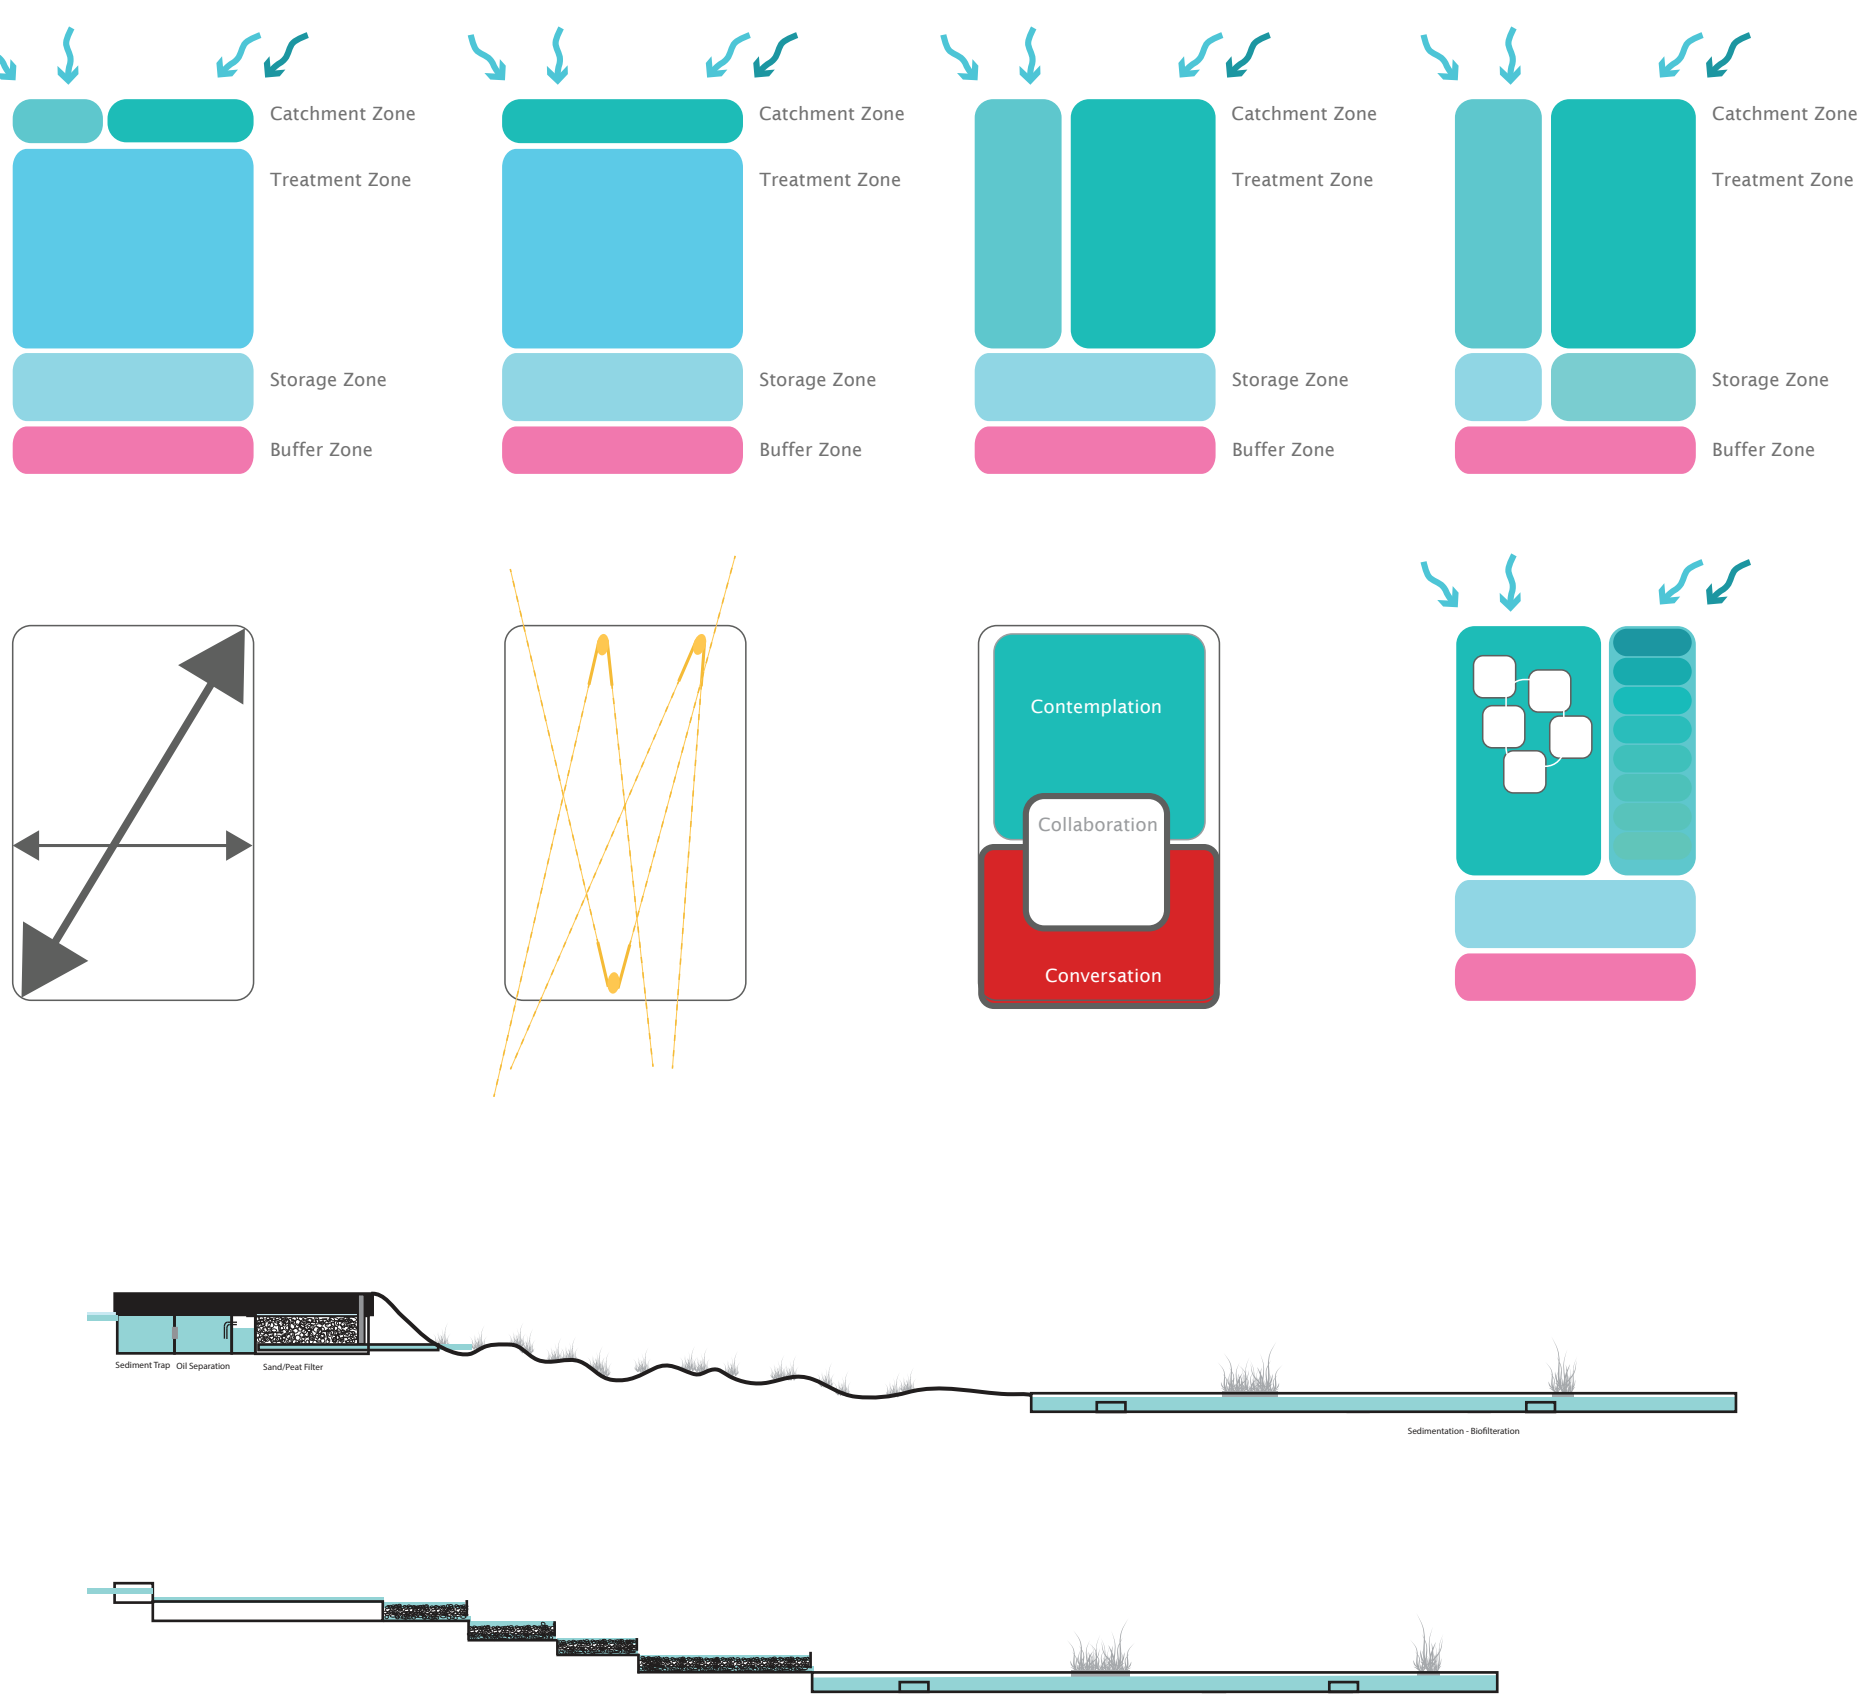 Catchment Zone
Treatment Zone
Storage Zone
Buffer Zone
Catchment Zone
Treatment Zone
Storage Zone
Buffer Zone
Catchment Zone
Treatment Zone
Storage Zone
Buffer Zone
Catchment Zone
Treatment Zone
Storage Zone
Buffer Zone
Contemplation
Collaboration
Conversation
Sediment Trap
Oil Separation
Sand/Peat Filter
Sedimentation - Biofilteration